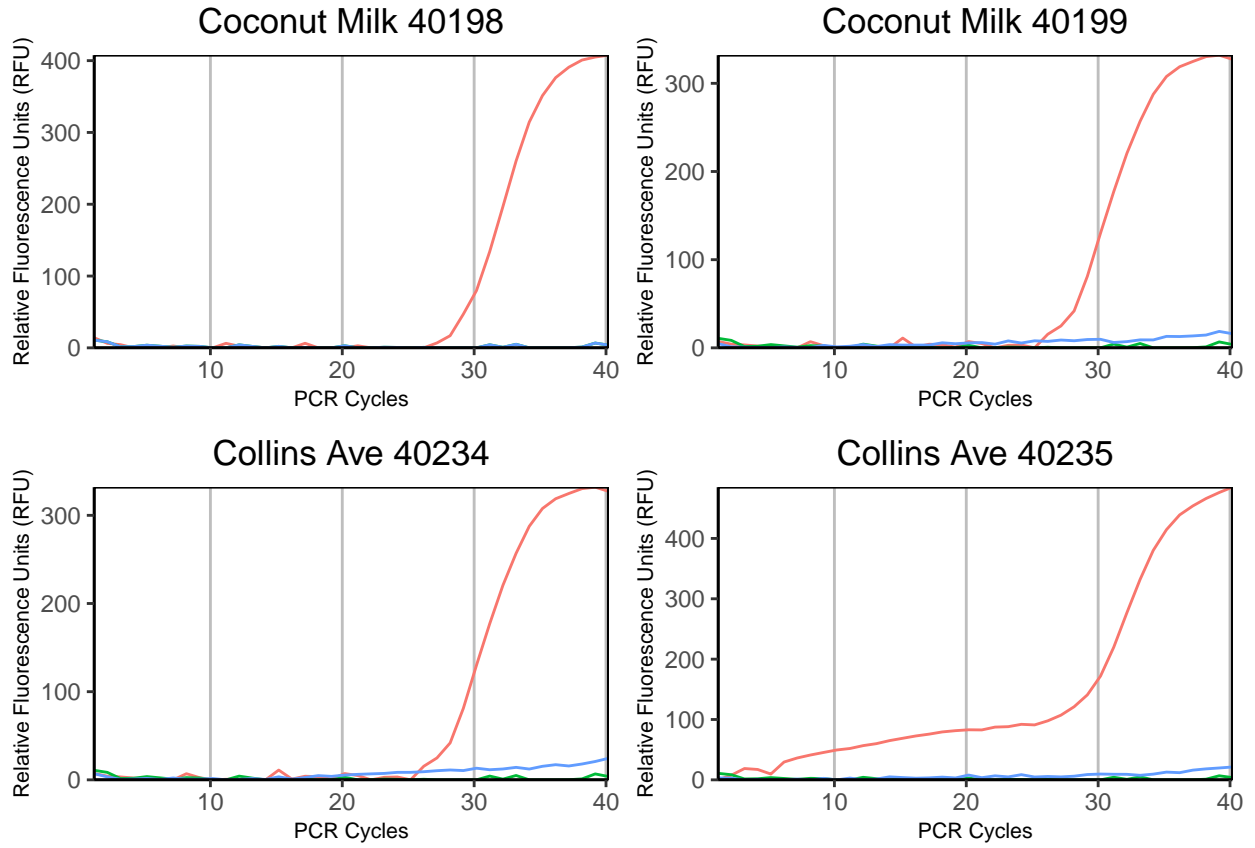 Coconut Milk 40198
Relative Fluorescence Units (RFU)
400
300
200
100
0
10 20 30 40
PCR Cycles
Coconut Milk 40199
Relative Fluorescence Units (RFU)
300
200
100
0
10 20 30 40
PCR Cycles
Collins Ave 40234
Relative Fluorescence Units (RFU)
300
200
100
0
10 20 30 40
PCR Cycles
Collins Ave 40235
Relative Fluorescence Units (RFU)
400
300
200
100
0
10 20 30 40
PCR Cycles